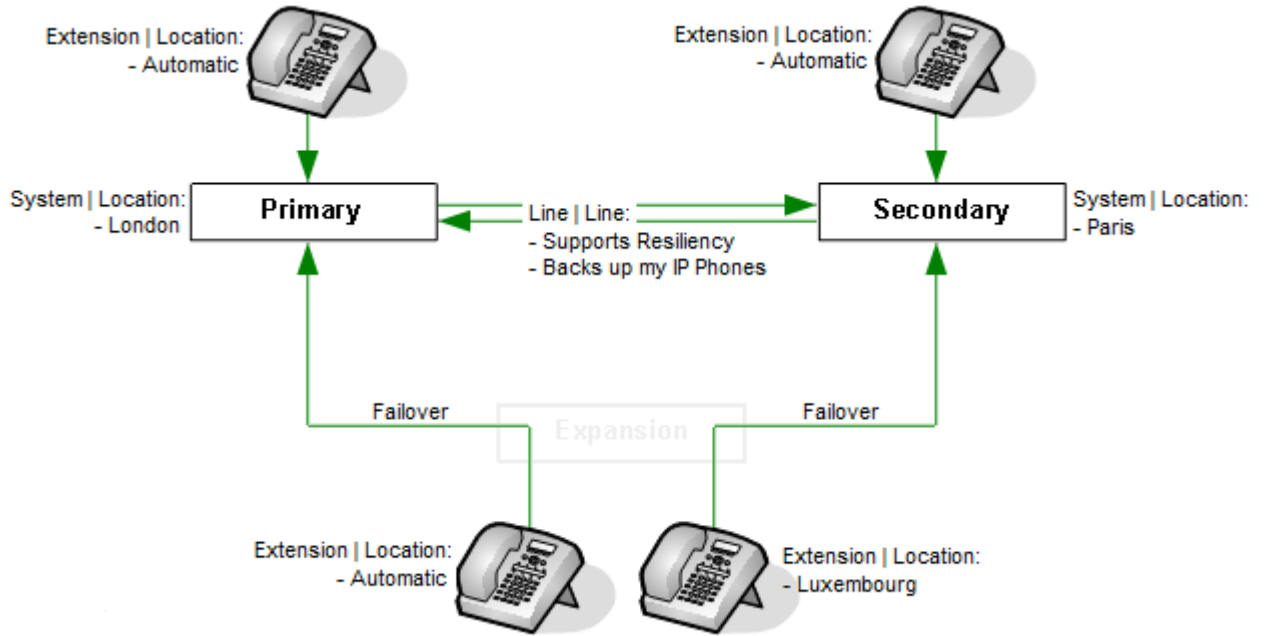 Extension | Location:
- Automatic
Extension | Location:
- Automatic
System | Location:
- London
Primary
Line | Line:
- Supports Resiliency
- Backs up my IP Phones
Secondary
System | Location:
- Paris
Failover
Expansion
Failover
Extension | Location:
- Automatic
Extension | Location:
- Luxembourg